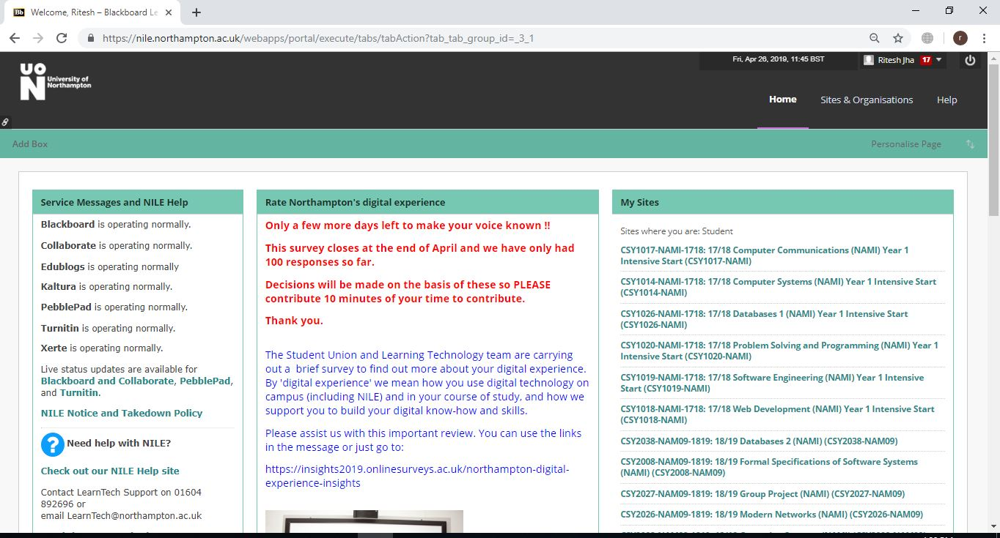 Bb Welcome, Ritesh – Blackboard Le
https://nile.northampton.ac.uk/webapps/portal/execute/tabs/tabAction?tab_tab_group_id=_3_1
r
UON
University of
Northampton
Fri, Apr 26, 2019, 11:45 BST
Ritesh Jha 17
Home Sites & Organisations Help
Add Box
Personalise Page
Service Messages and NILE Help
Blackboard is operating normally.
Collaborate is operating normally.
Edublogs is operating normally
Kaltura is operating normally.
PebblePad is operating normally.
Turnitin is operating normally.
Xerte is operating normally.
Live status updates are available for
Blackboard and Collaborate, PebblePad,
and Turnitin.
NILE Notice and Takedown Policy
? Need help with NILE?
Check out our NILE Help site
Contact LearnTech Support on 01604
892696 or
email LearnTech@northampton.ac.uk
Rate Northampton's digital experience
Only a few more days left to make your voice known !!
This survey closes at the end of April and we have only had
100 responses so far.
Decisions will be made on the basis of these so PLEASE
contribute 10 minutes of your time to contribute.
Thank you.
The Student Union and Learning Technology team are carrying
out a brief survey to find out more about your digital experience.
By 'digital experience' we mean how you use digital technology on
campus (including NILE) and in your course of study, and how we
support you to build your digital know-how and skills.
Please assist us with this important review. You can use the links
in the message or just go to:
https://insights2019.onlinesurveys.ac.uk/northampton-digital-
experience-insights
My Sites
Sites where you are: Student
CSY1017-NAMI-1718: 17/18 Computer Communications (NAMI) Year 1
Intensive Start (CSY1017-NAMI)
CSY1014-NAMI-1718: 17/18 Computer Systems (NAMI) Year 1 Intensive Start
(CSY1014-NAMI)
CSY1026-NAMI-1718: 17/18 Databases 1 (NAMI) Year 1 Intensive Start
(CSY1026-NAMI)
CSY1020-NAMI-1718: 17/18 Problem Solving and Programming (NAMI) Year 1
Intensive Start (CSY1020-NAMI)
CSY1019-NAMI-1718: 17/18 Software Engineering (NAMI) Year 1 Intensive
Start (CSY1019-NAMI)
CSY1018-NAMI-1718: 17/18 Web Development (NAMI) Year 1 Intensive Start
(CSY1018-NAMI)
CSY2038-NAM09-1819: 18/19 Databases 2 (NAMI) (CSY2038-NAM09)
CSY2008-NAM09-1819: 18/19 Formal Specifications of Software Systems
(NAMI) (CSY2008-NAM09)
CSY2027-NAM09-1819: 18/19 Group Project (NAMI) (CSY2027-NAM09)
CSY2026-NAM09-1819: 18/19 Modern Networks (NAMI) (CSY2026-NAM09)